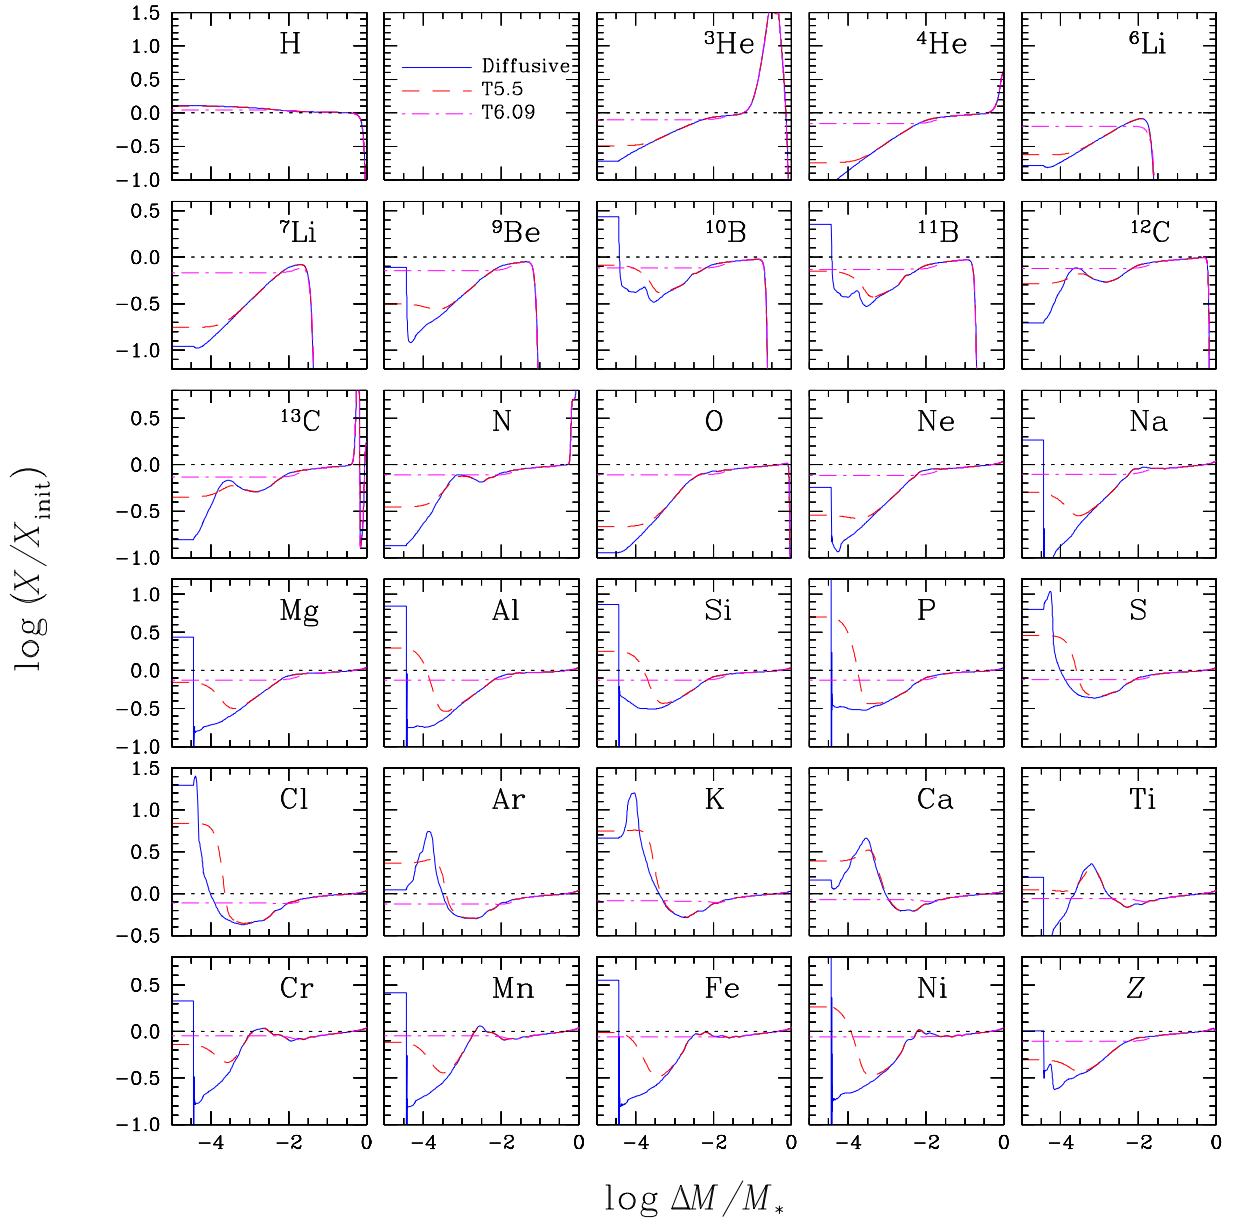 1.5
1.0
0.5
0.0
−0.5
−1.0
H
Diffusive
T5.5
T6.09
³He
⁴He
⁶Li
0.5
0.0
−0.5
−1.0
⁷Li
⁹Be
¹⁰B
¹¹B
¹²C
0.5
0.0
−0.5
−1.0
¹³C
N
O
Ne
Na
1.0
0.5
0.0
−0.5
−1.0
Mg
Al
Si
P
S
1.5
1.0
0.5
0.0
−0.5
Cl
Ar
K
Ca
Ti
0.5
0.0
−0.5
−1.0
Cr
Mn
Fe
Ni
Z
−4 −2 0
−4 −2 0
−4 −2 0
−4 −2 0
−4 −2 0
log (X/X_init)
log ΔM/M_*